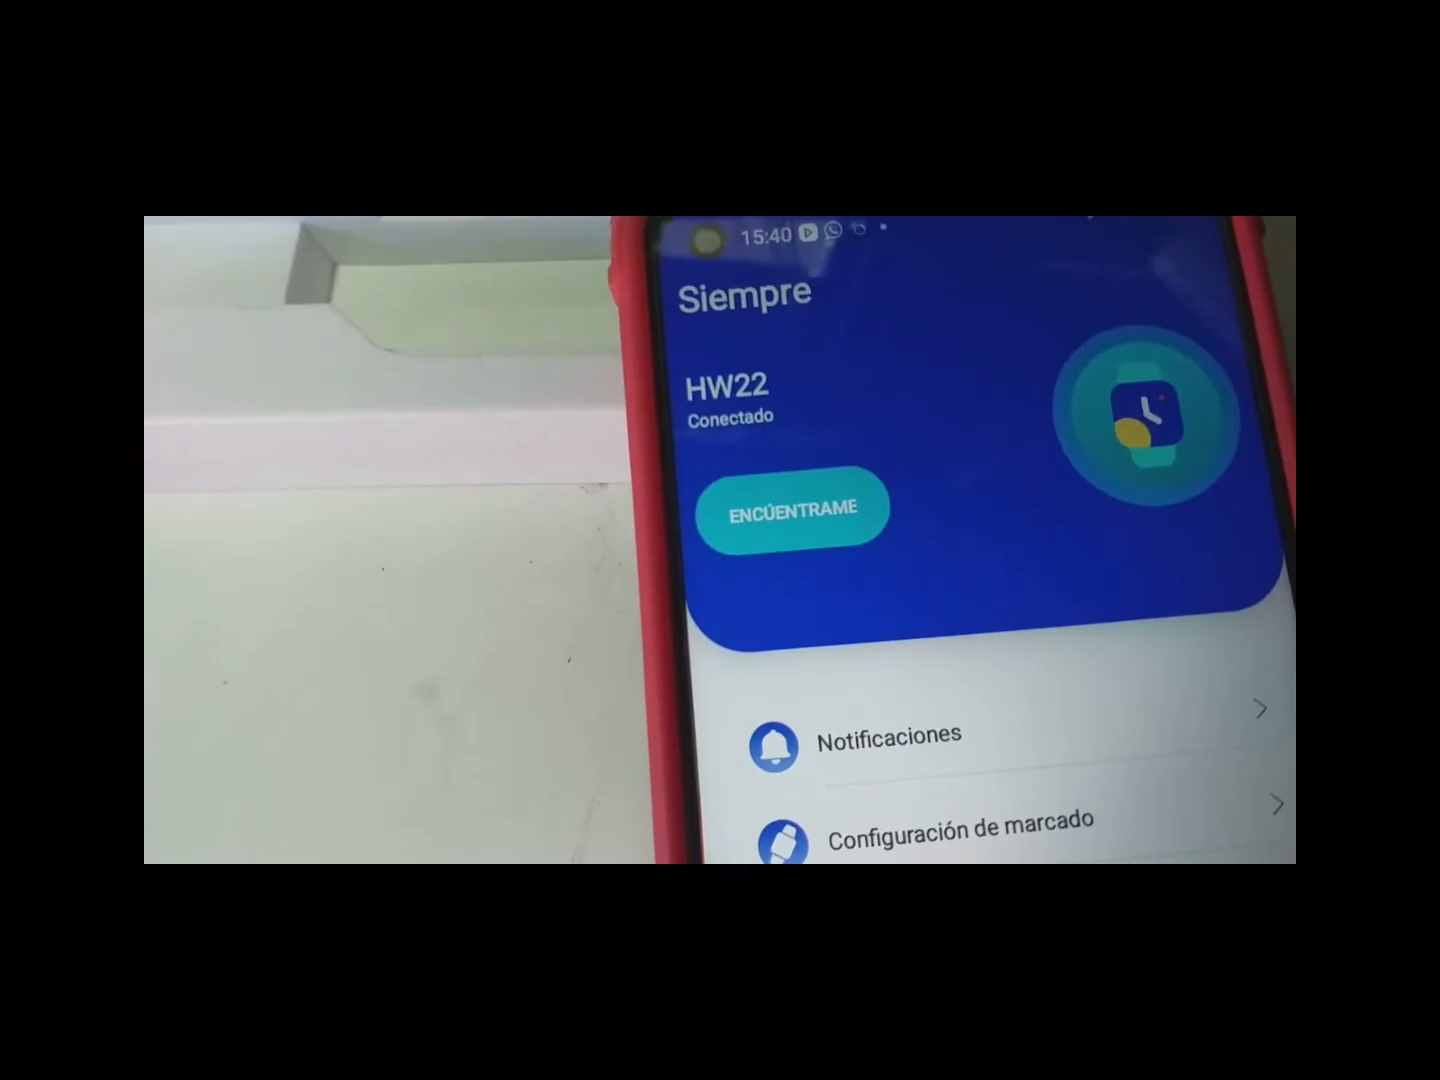 15:40
Siempre
HW22
Conectado
ENCÚENTRAME
Notificaciones
Configuración de marcado